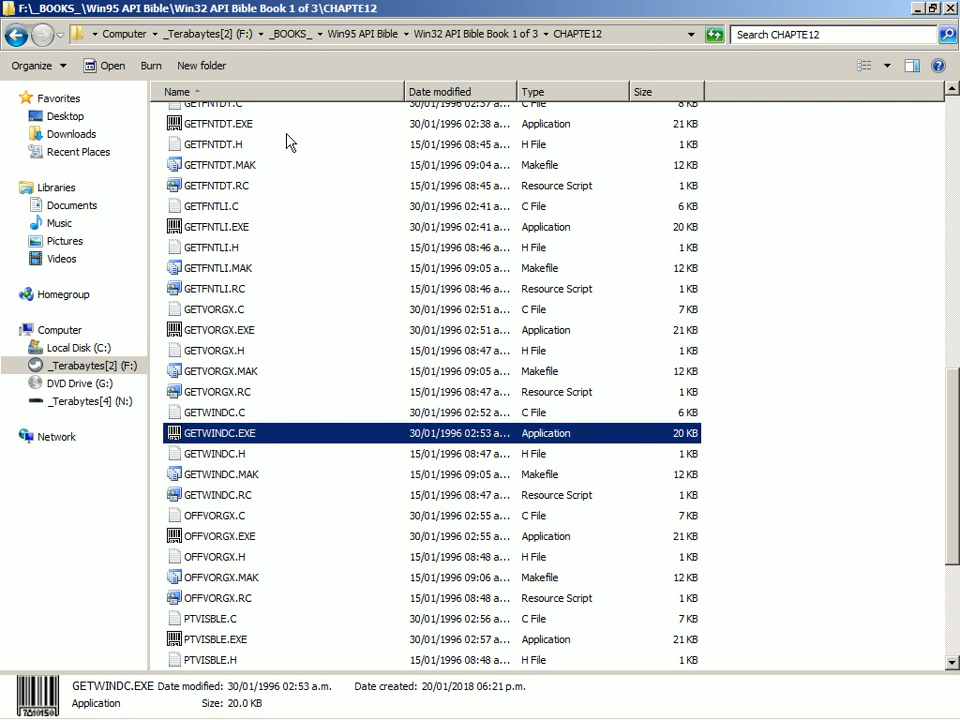 F:\_BOOKS_\Win95 API Bible\Win32 API Bible Book 1 of 3\CHAPTE12
Computer _Terabaytes[2] (F:) _BOOKS_ Win95 API Bible Win32 API Bible Book 1 of 3 CHAPTE12 Search CHAPTE12
Organize Open Burn New folder
Name Date modified Type Size
Favorites
Desktop
Downloads
Recent Places
Libraries
Documents
Music
Pictures
Videos
Homegroup
Computer
Local Disk (C:)
_Terabaytes[2] (F:)
DVD Drive (G:)
_Terabytes[4] (N:)
Network
GETFNTDT.C 30/01/1996 02:37 a... C File 8 KB
GETFNTDT.EXE 30/01/1996 02:38 a... Application 21 KB
GETFNTDT.H 15/01/1996 08:45 a... H File 1 KB
GETFNTDT.MAK 15/01/1996 09:04 a... Makefile 12 KB
GETFNTDT.RC 15/01/1996 08:45 a... Resource Script 1 KB
GETFNTLI.C 30/01/1996 02:41 a... C File 6 KB
GETFNTLI.EXE 30/01/1996 02:41 a... Application 20 KB
GETFNTLI.H 15/01/1996 08:46 a... H File 1 KB
GETFNTLI.MAK 15/01/1996 09:05 a... Makefile 12 KB
GETFNTLI.RC 15/01/1996 08:46 a... Resource Script 1 KB
GETVORGX.C 30/01/1996 02:51 a... C File 7 KB
GETVORGX.EXE 30/01/1996 02:51 a... Application 21 KB
GETVORGX.H 15/01/1996 08:47 a... H File 1 KB
GETVORGX.MAK 15/01/1996 09:05 a... Makefile 12 KB
GETVORGX.RC 15/01/1996 08:47 a... Resource Script 1 KB
GETWINDC.C 30/01/1996 02:52 a... C File 6 KB
GETWINDC.EXE 30/01/1996 02:53 a... Application 20 KB
GETWINDC.H 15/01/1996 08:47 a... H File 1 KB
GETWINDC.MAK 15/01/1996 09:05 a... Makefile 12 KB
GETWINDC.RC 15/01/1996 08:47 a... Resource Script 1 KB
OFFVORGX.C 30/01/1996 02:55 a... C File 7 KB
OFFVORGX.EXE 30/01/1996 02:55 a... Application 21 KB
OFFVORGX.H 15/01/1996 08:48 a... H File 1 KB
OFFVORGX.MAK 15/01/1996 09:06 a... Makefile 12 KB
OFFVORGX.RC 15/01/1996 08:48 a... Resource Script 1 KB
PTVISBLE.C 30/01/1996 02:56 a... C File 7 KB
PTVISBLE.EXE 30/01/1996 02:57 a... Application 21 KB
PTVISBLE.H 15/01/1996 08:48 a... H File 1 KB
GETWINDC.EXE Date modified: 30/01/1996 02:53 a.m. Date created: 20/01/2018 06:21 p.m.
Application Size: 20.0 KB